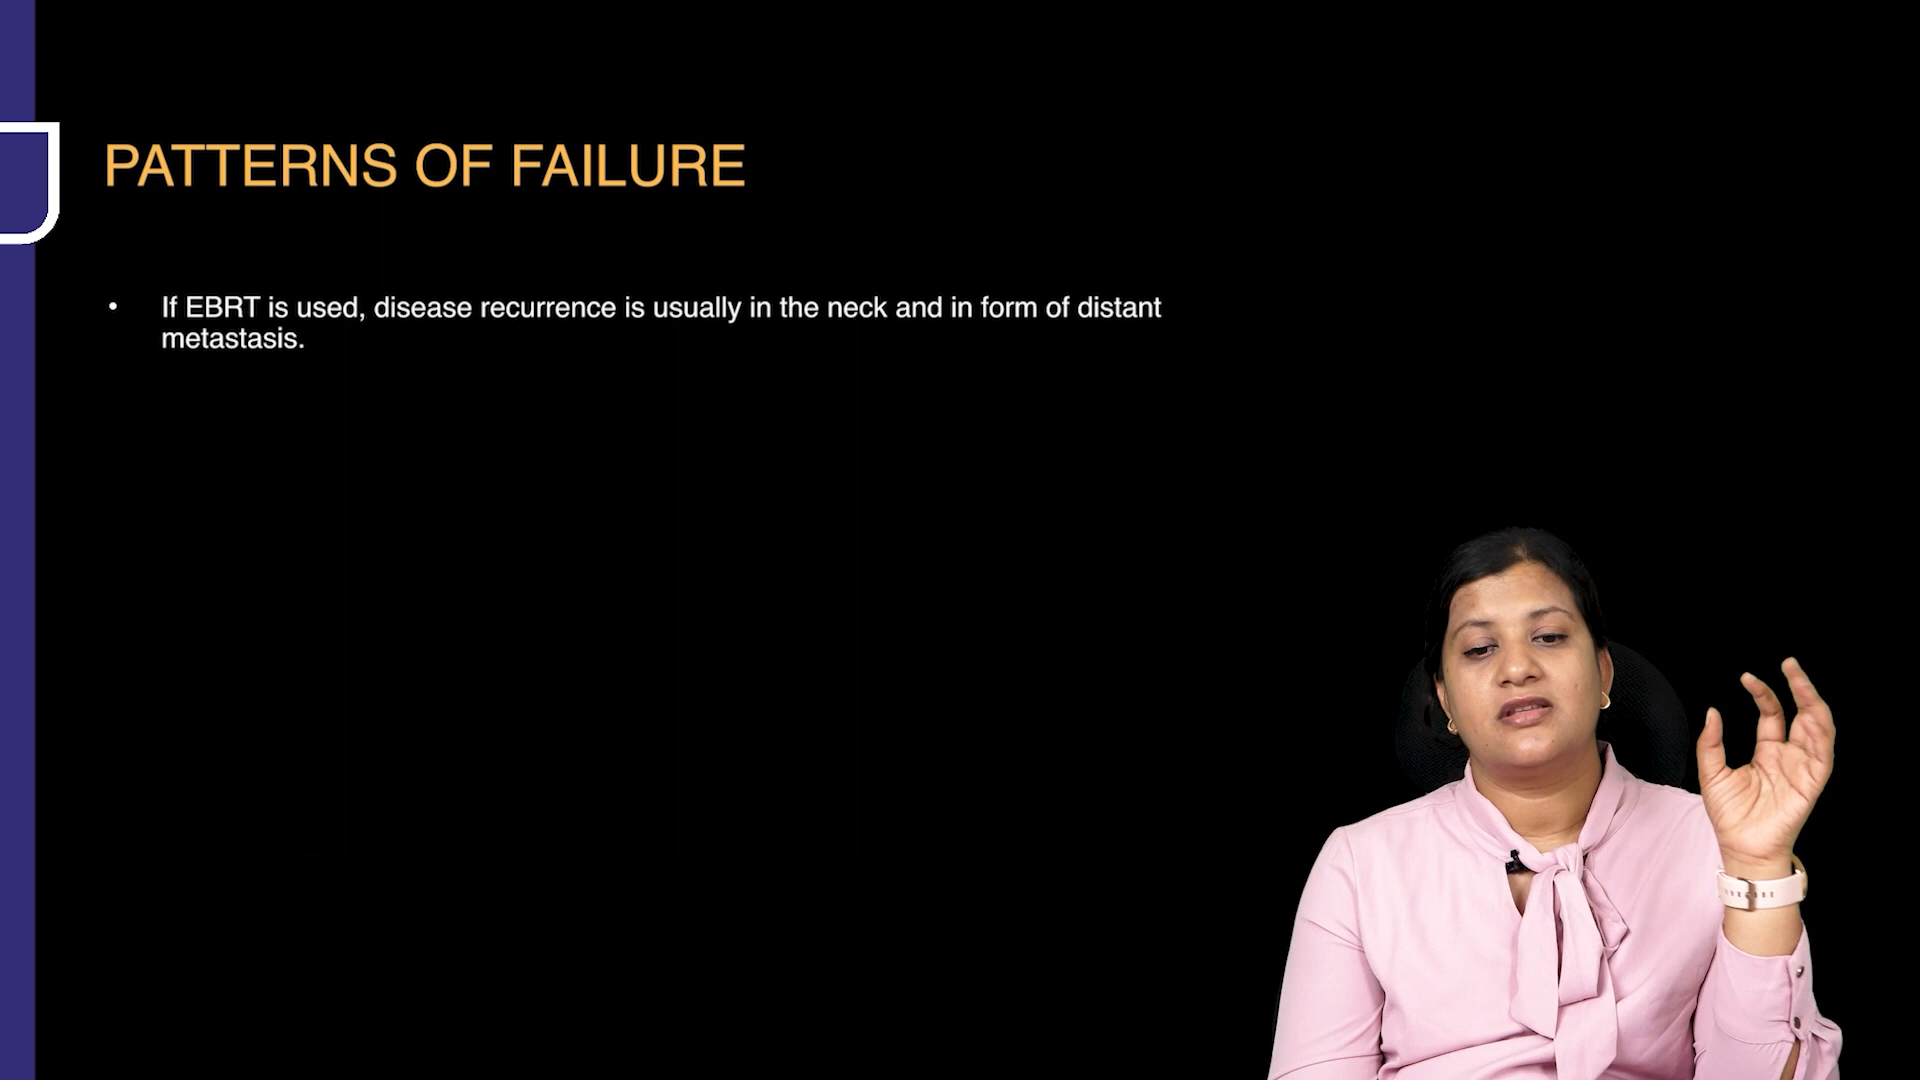 PATTERNS OF FAILURE
• If EBRT is used, disease recurrence is usually in the neck and in form of distant
metastasis.